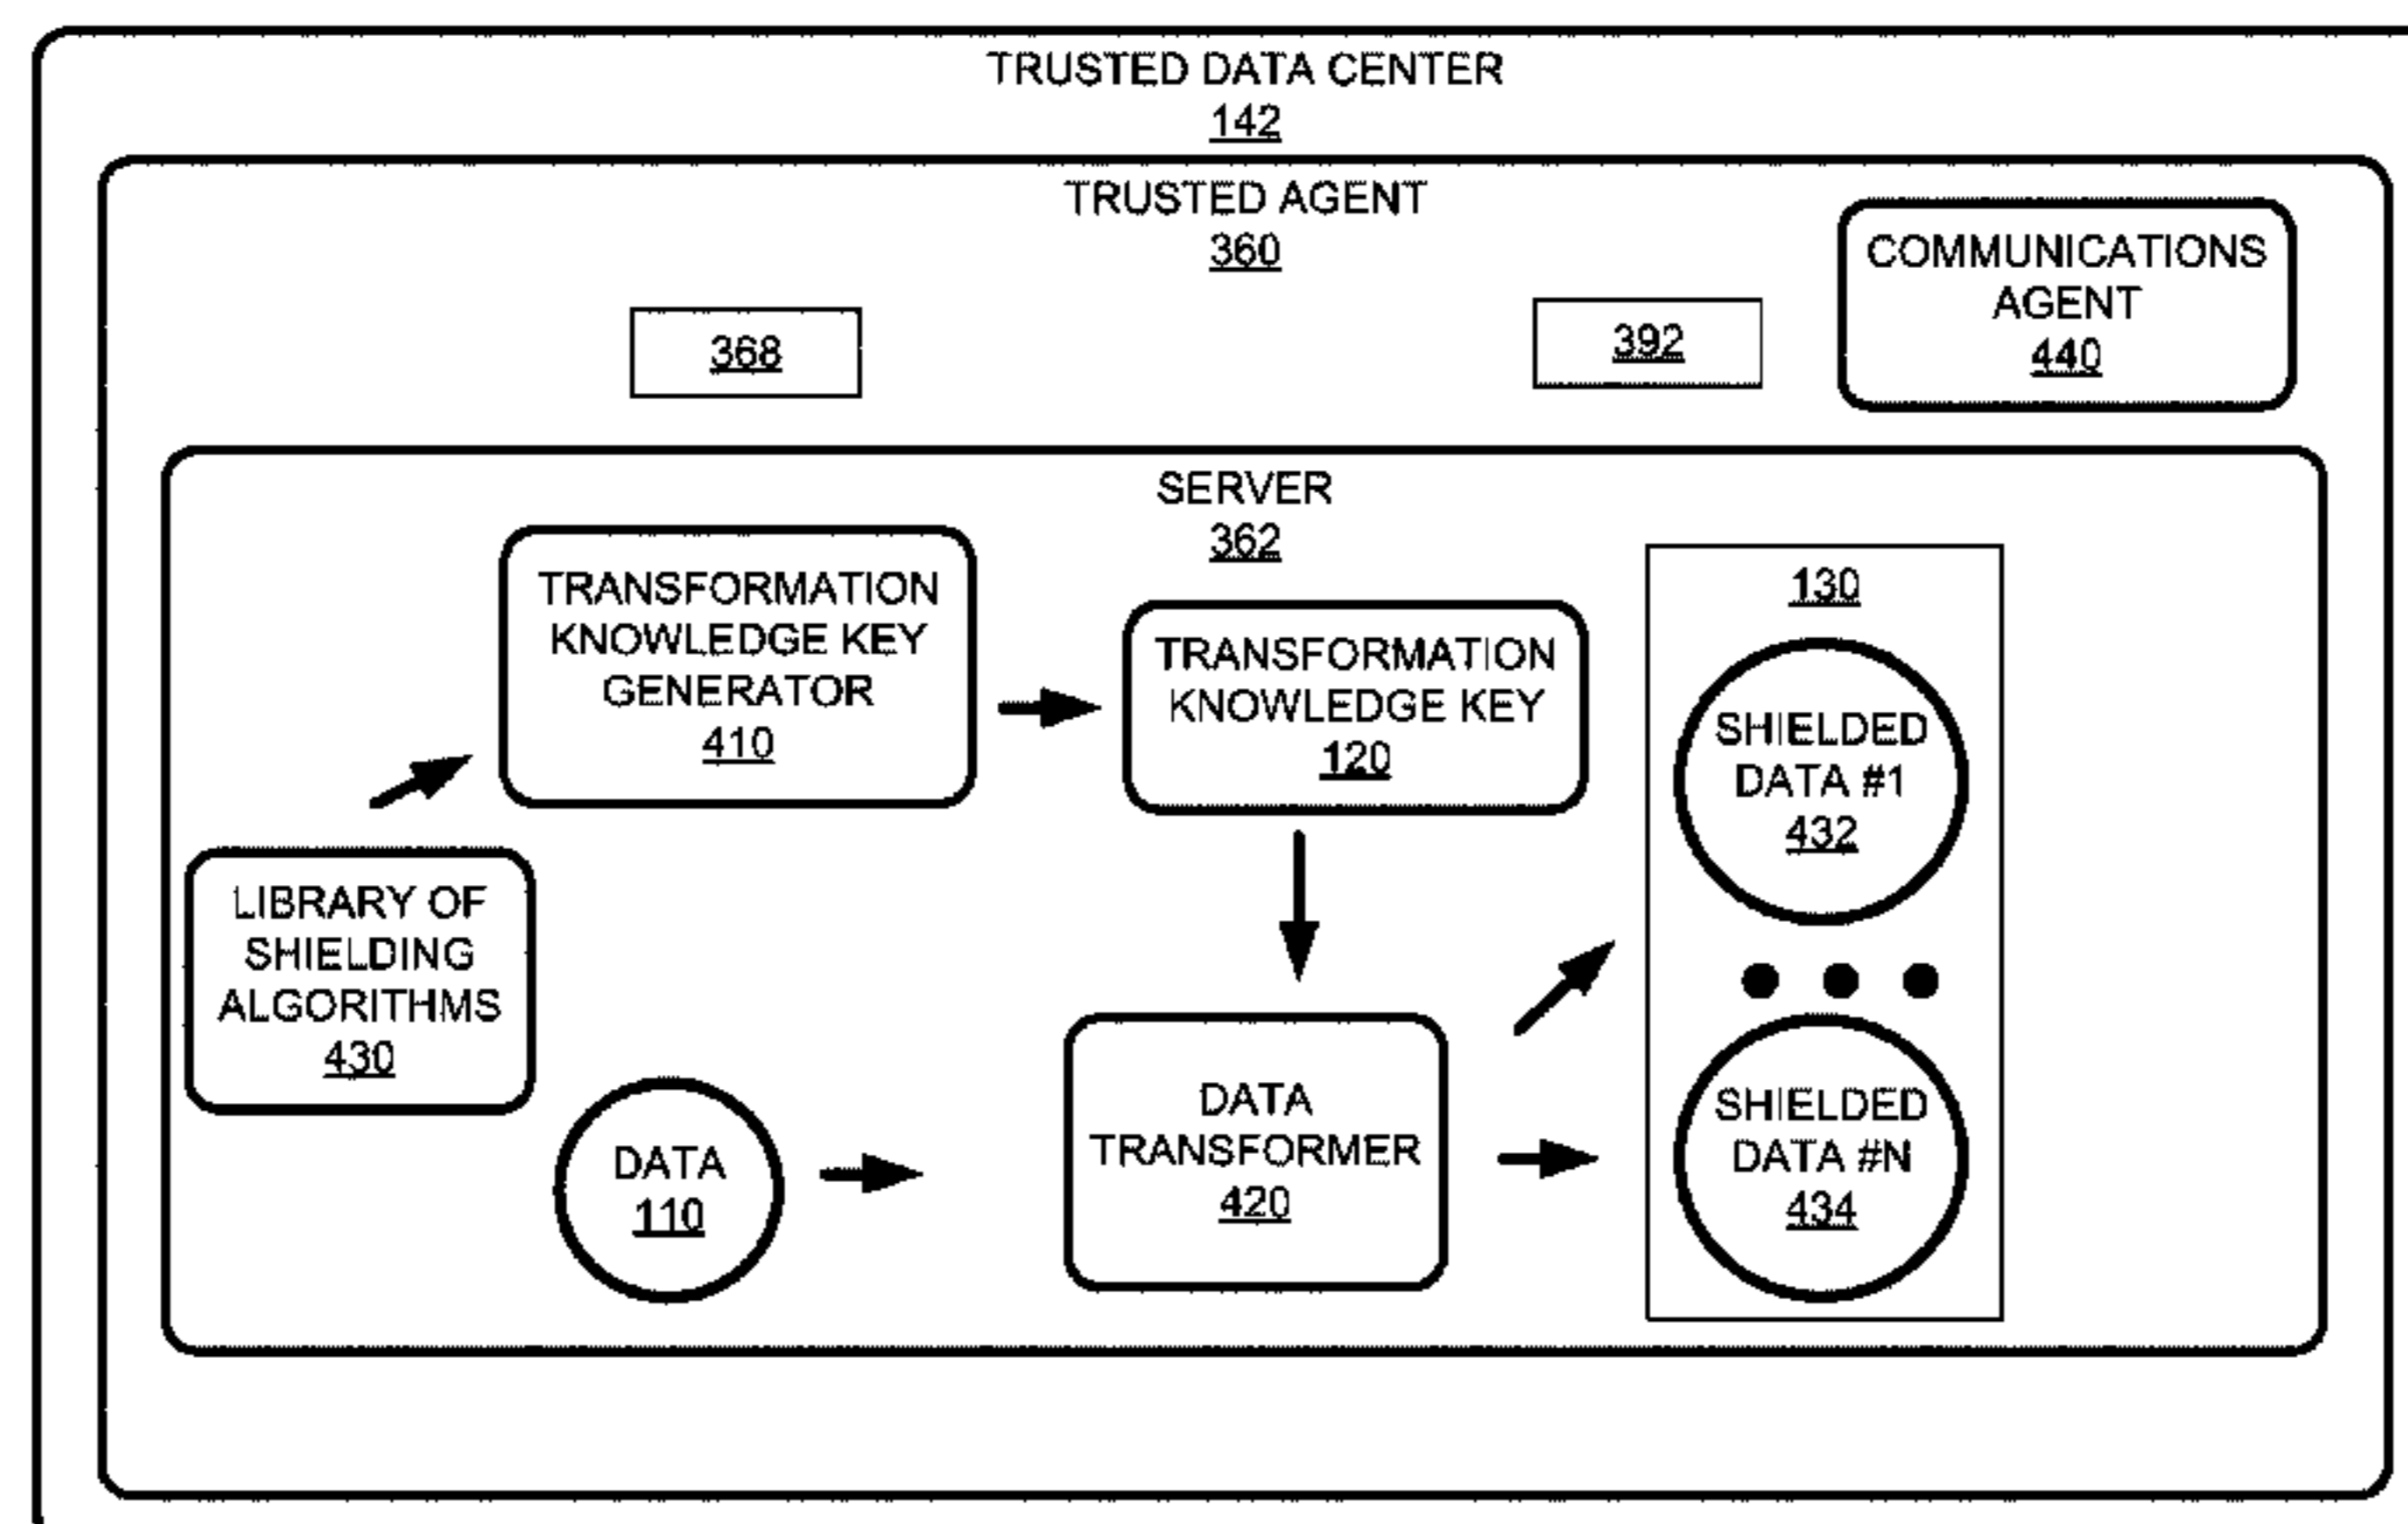 TRUSTED DATA CENTER
142
TRUSTED AGENT
360
COMMUNICATIONS
AGENT
440
368
392
SERVER
362
TRANSFORMATION
KNOWLEDGE KEY
GENERATOR
410
TRANSFORMATION
KNOWLEDGE KEY
120
130
SHIELDED
DATA #1
432
LIBRARY OF
SHIELDING
ALGORITHMS
430
DATA
110
DATA
TRANSFORMER
420
SHIELDED
DATA #N
434